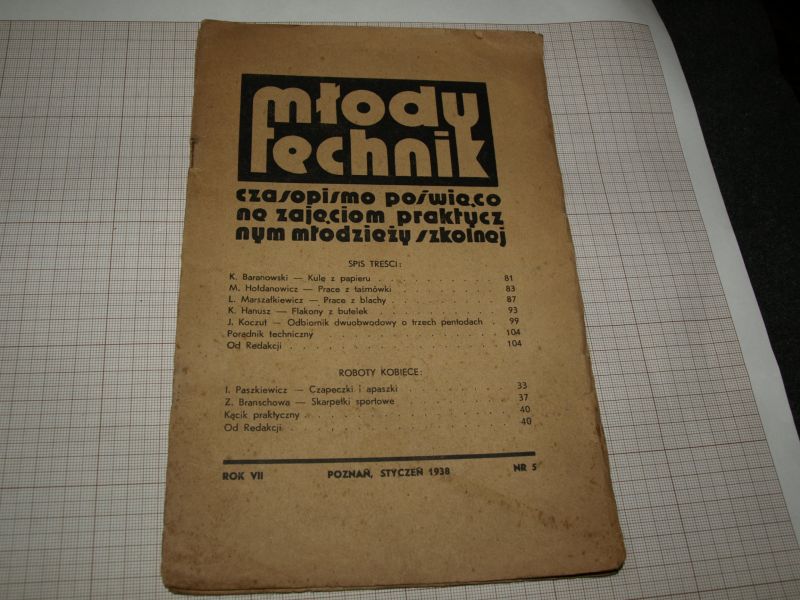 młody
technik
czasopismo poświęco
ne zajęciom praktycz
nym młodzieży szkolnej
SPIS TREŚCI:
K. Baranowski — Kule z papieru 81
M. Hołdanowicz — Prace z taśmówki 83
L. Marszałkiewicz — Prace z blachy 87
K. Hanusz — Flakony z butelek 93
J. Koczut — Odbiornik dwuobwodowy o trzech pentodach 99
Poradnik techniczny 104
Od Redakcji 104
ROBOTY KOBIECE:
I. Paszkiewicz — Czapeczki i apaszki 33
Z. Branschowa — Skarpetki sportowe 37
Kącik praktyczny 40
Od Redakcji 40
ROK VII POZNAŃ, STYCZEŃ 1938 NR 5